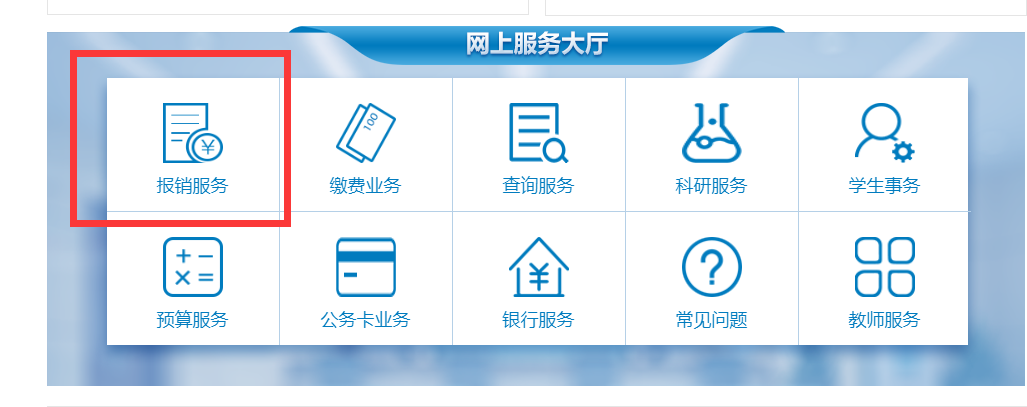 网上服务大厅
报销服务
缴费业务
查询服务
科研服务
学生事务
预算服务
公务卡业务
银行服务
常见问题
教师服务
100